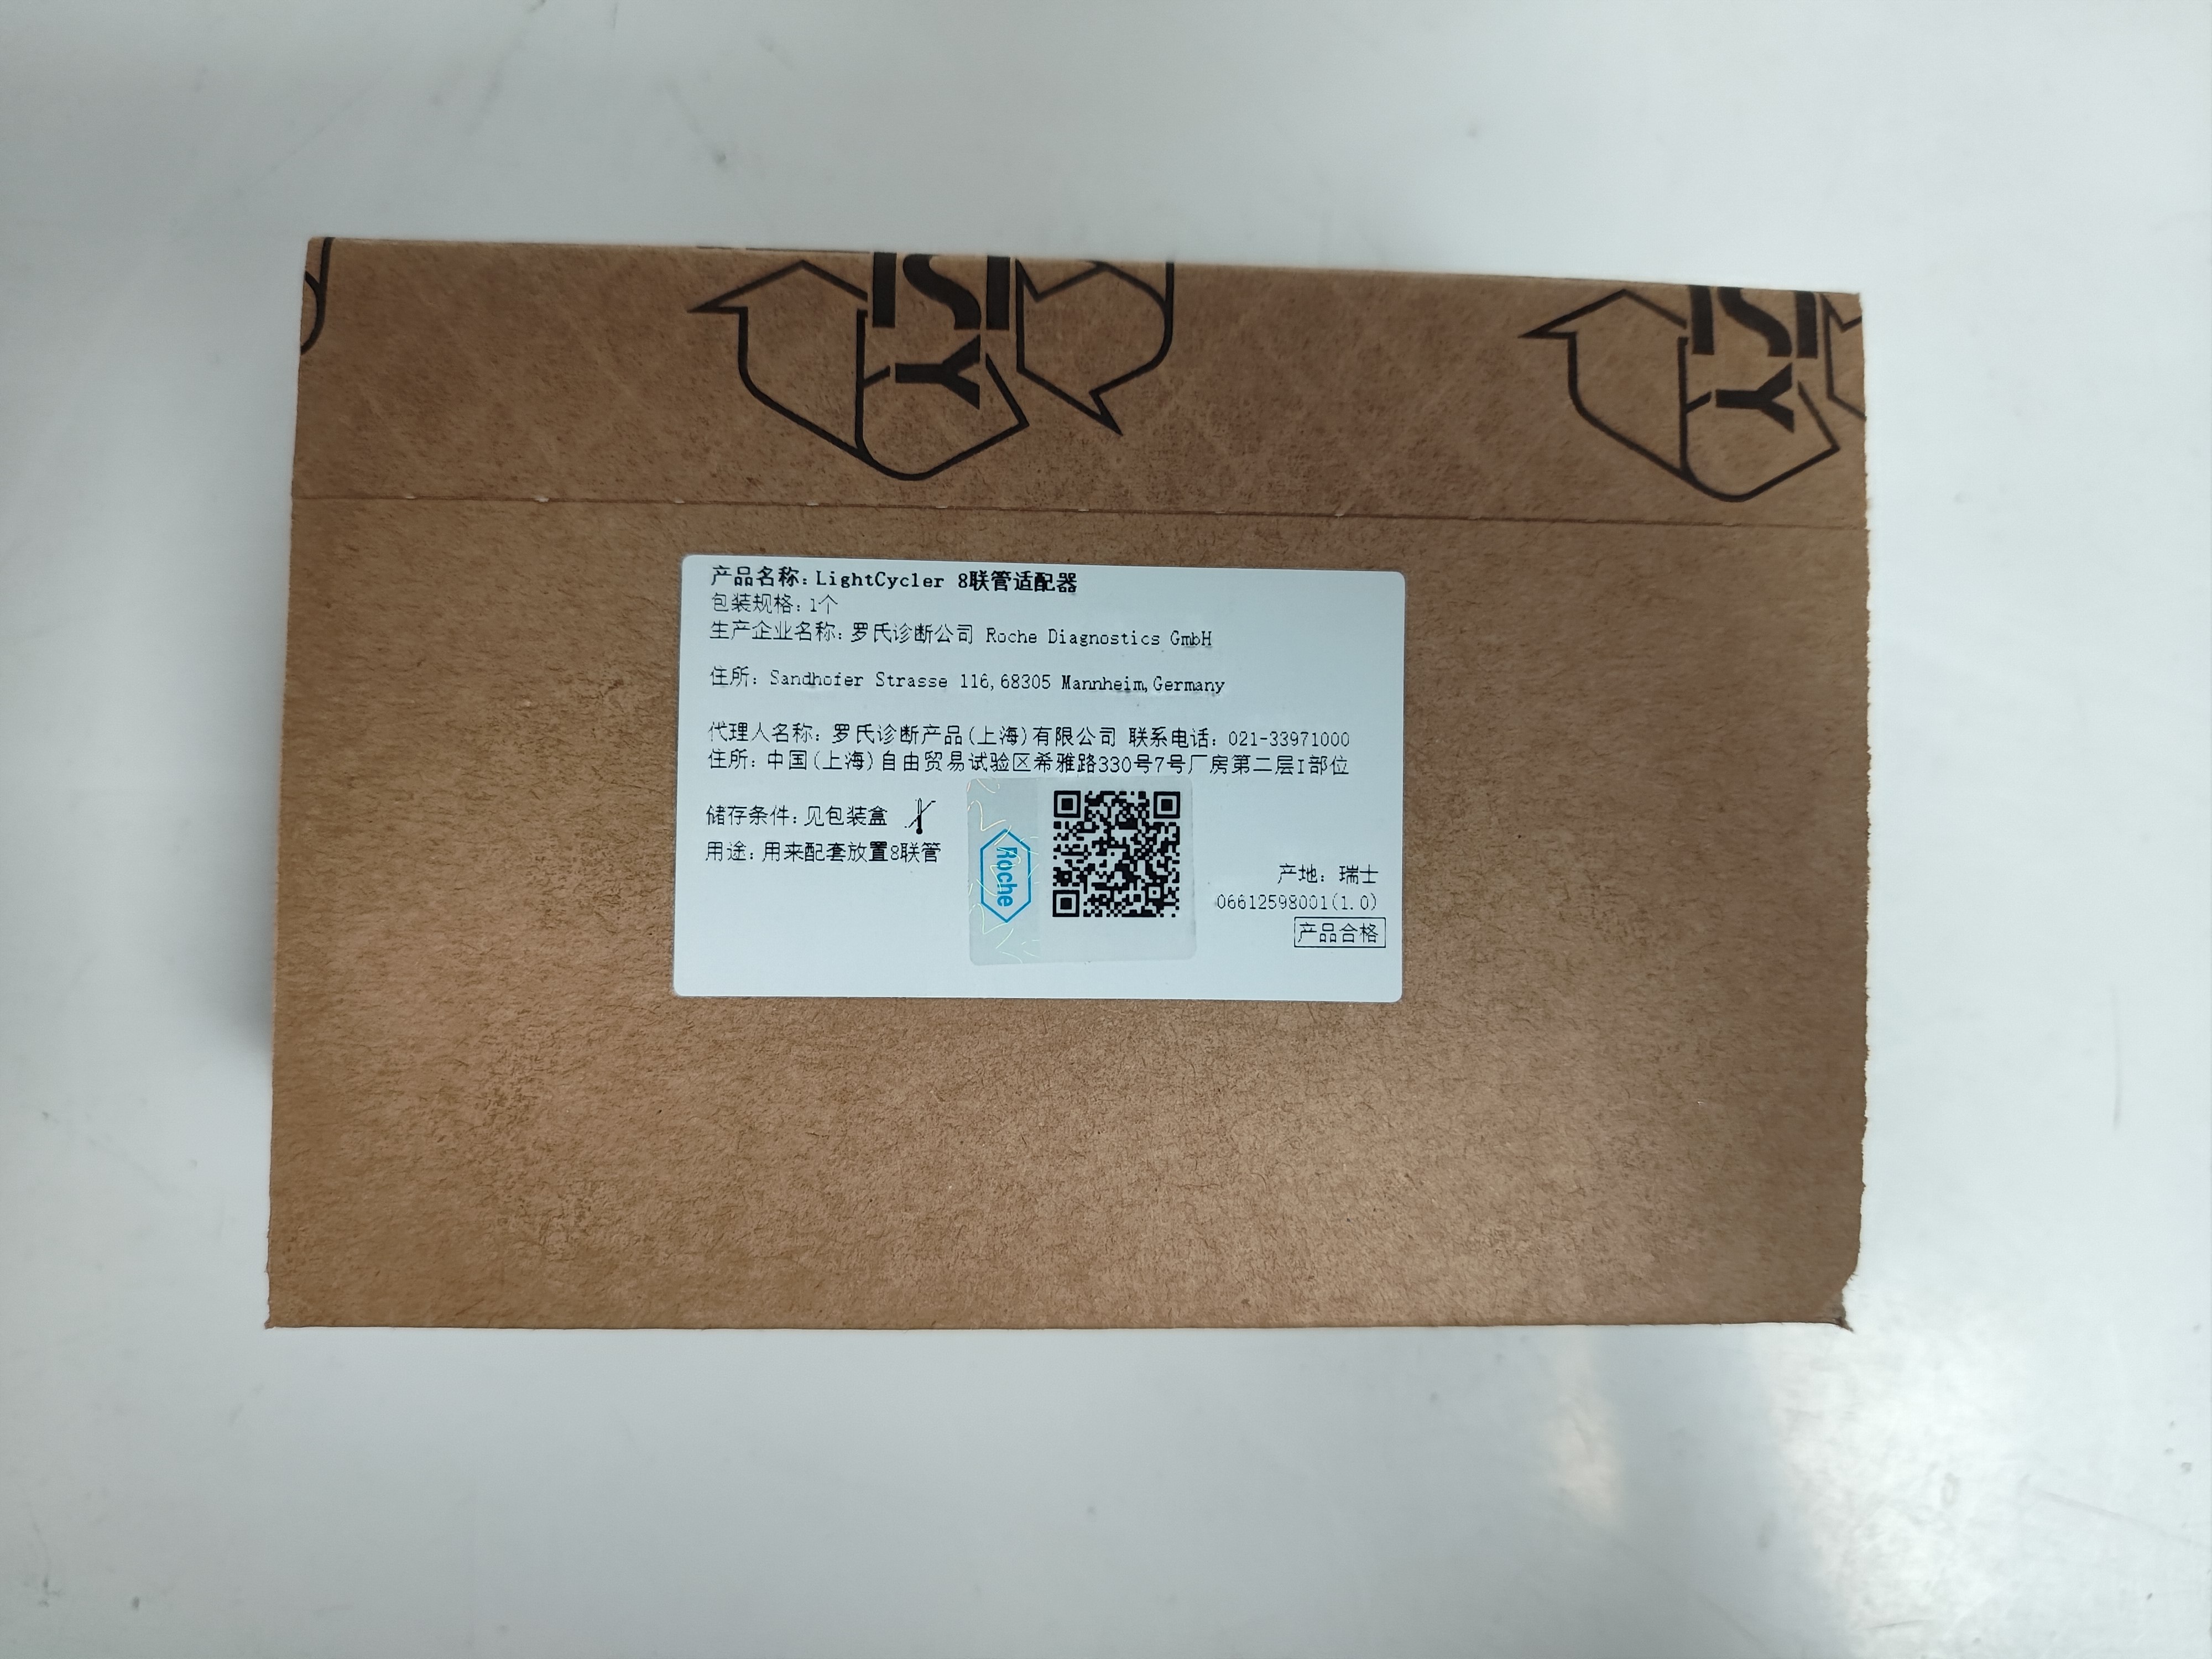 SY
SY
产品名称: LightCycler 8联管适配器
包装规格: 1个
生产企业名称: 罗氏诊断公司 Roche Diagnostics GmbH
住所: Sandhofer Strasse 116,68305 Mannheim,Germany
代理人名称: 罗氏诊断产品(上海)有限公司 联系电话: 021-33971000
住所: 中国(上海)自由贸易试验区希雅路330号7号厂房第二层I部位
储存条件: 见包装盒
用途: 用来配套放置8联管
Roche
产地: 瑞士
06612598001(1.0)
产品合格